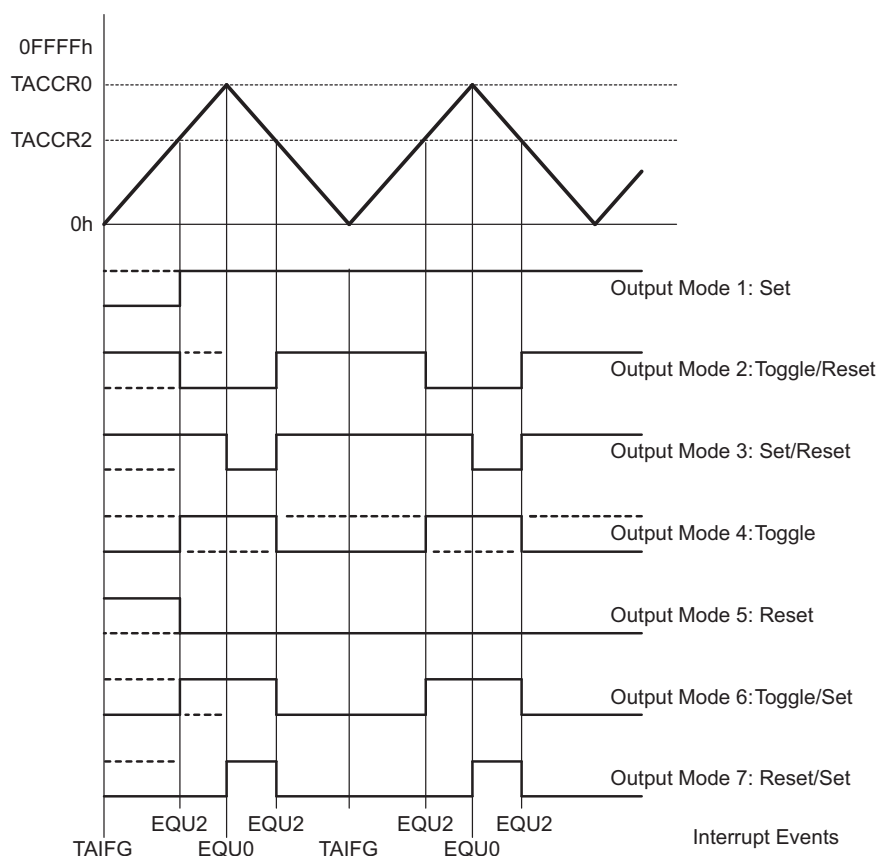 0FFFFh
TACCR0
TACCR2
0h
Output Mode 1: Set
Output Mode 2:Toggle/Reset
Output Mode 3: Set/Reset
Output Mode 4:Toggle
Output Mode 5: Reset
Output Mode 6:Toggle/Set
Output Mode 7: Reset/Set
EQU2 EQU2 EQU2 EQU2
TAIFG EQU0 TAIFG EQU0
Interrupt Events